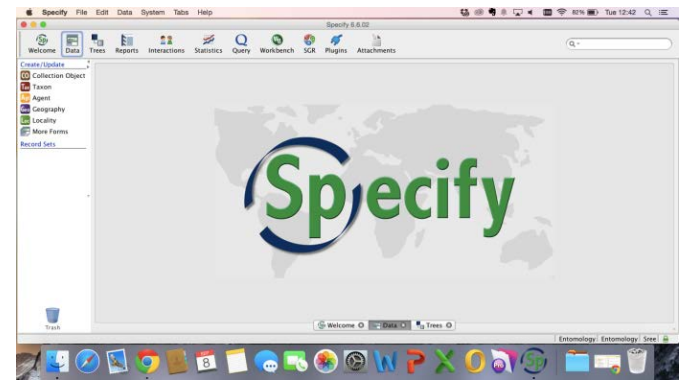 Specify File Edit Data System Tabs Help 82% Tue 12:42
Specify 6.6.02
Welcome Data Trees Reports Interactions Statistics Query Workbench SGR Plugins Attachments
Create/Update
Collection Object
Taxon
Agent
Geography
Locality
More Forms
Record Sets
Specify
Trash
Welcome Data Trees
Entomology Entomology Sree
SEP
8